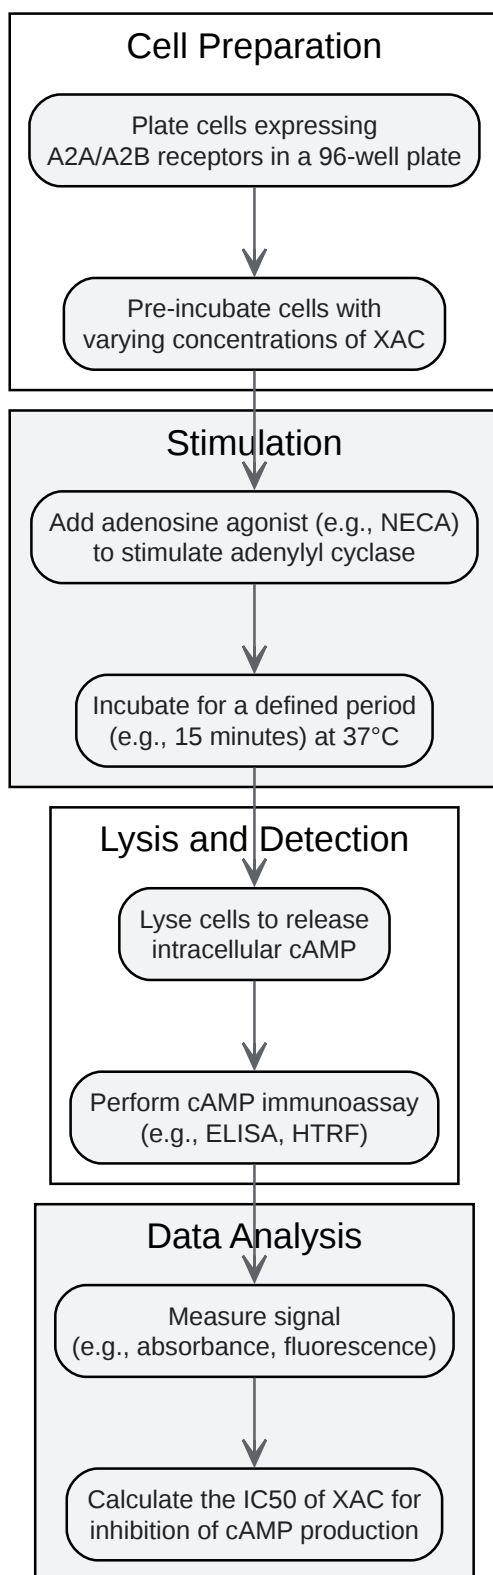 Cell Preparation
Plate cells expressing
A2A/A2B receptors in a 96-well plate
Pre-incubate cells with
varying concentrations of XAC
Stimulation
Add adenosine agonist (e.g., NECA)
to stimulate adenylyl cyclase
Incubate for a defined period
(e.g., 15 minutes) at 37°C
Lysis and Detection
Lyse cells to release
intracellular cAMP
Perform cAMP immunoassay
(e.g., ELISA, HTRF)
Data Analysis
Measure signal
(e.g., absorbance, fluorescence)
Calculate the IC50 of XAC for
inhibition of cAMP production